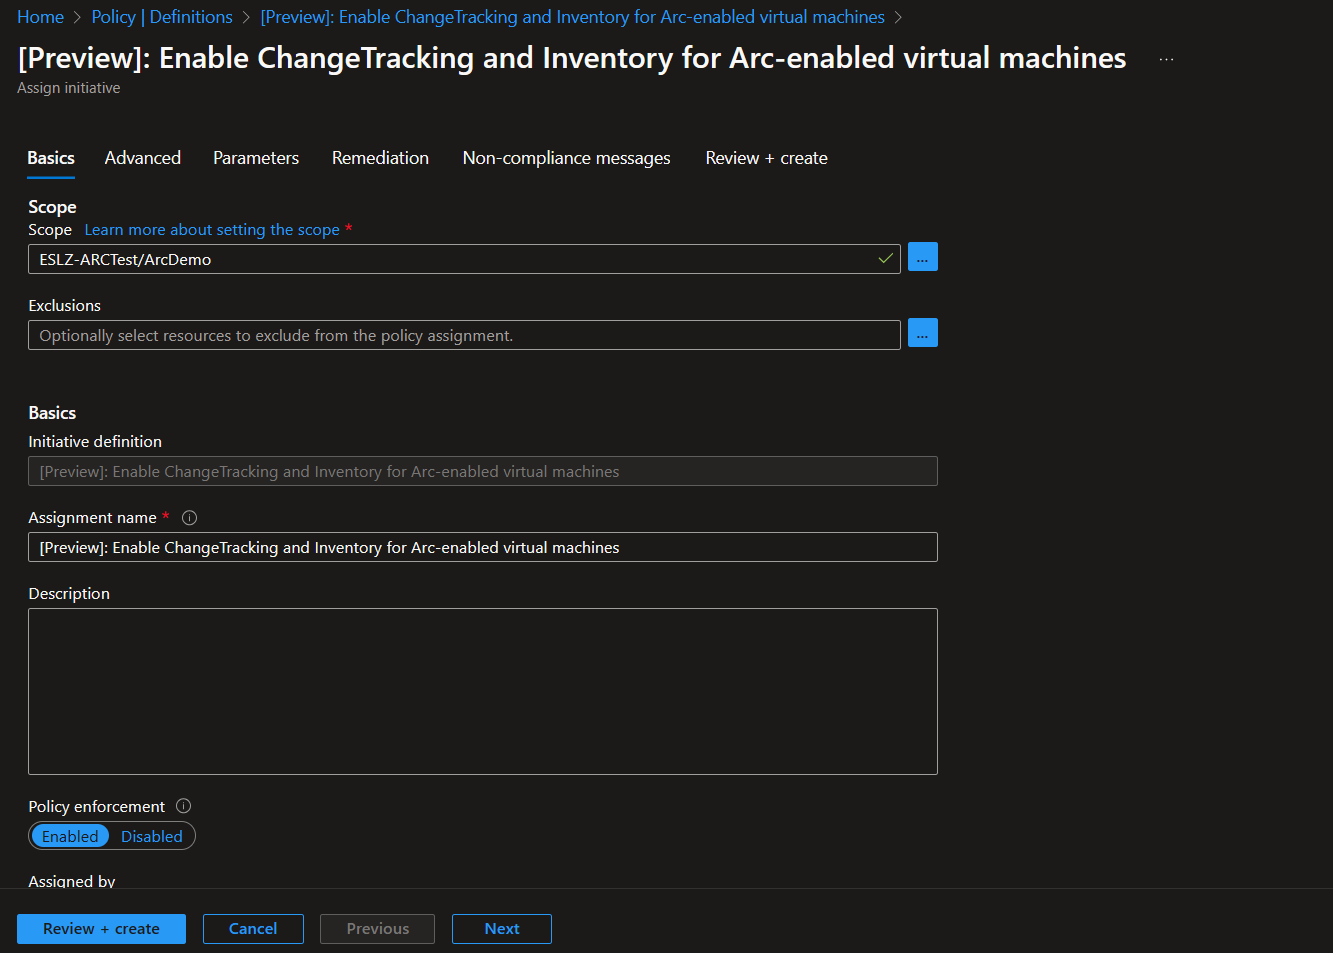 Home > Policy | Definitions > [Preview]: Enable ChangeTracking and Inventory for Arc-enabled virtual machines >
[Preview]: Enable ChangeTracking and Inventory for Arc-enabled virtual machines ...
Assign initiative
Basics Advanced Parameters Remediation Non-compliance messages Review + create
Scope
Scope Learn more about setting the scope *
ESLZ-ARCTest/ArcDemo ...
Exclusions
Optionally select resources to exclude from the policy assignment. ...
Basics
Initiative definition
[Preview]: Enable ChangeTracking and Inventory for Arc-enabled virtual machines
Assignment name *
[Preview]: Enable ChangeTracking and Inventory for Arc-enabled virtual machines
Description
Policy enforcement
Enabled Disabled
Assigned by
Review + create Cancel Previous Next